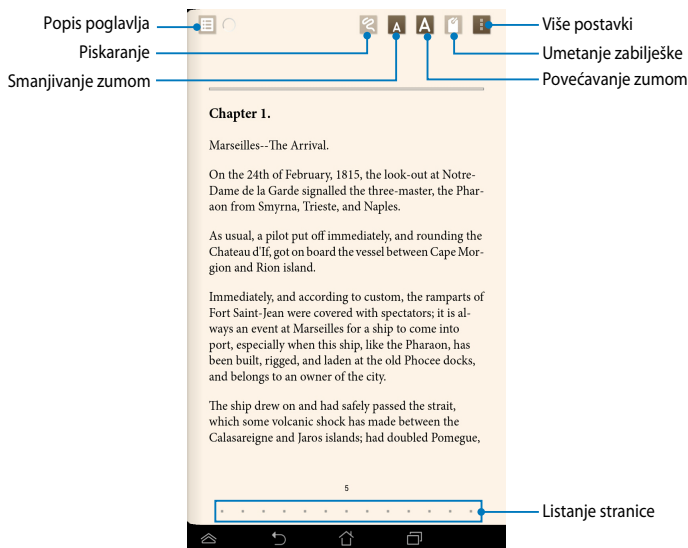 Popis poglavlja
Piskaranje
Smanjivanje zumom
Više postavki
Umetanje zabilješke
Povećavanje zumom
A A
Chapter 1.
Marseilles--The Arrival.
On the 24th of February, 1815, the look-out at Notre-
Dame de la Garde signalled the three-master, the Phar-
aon from Smyrna, Trieste, and Naples.
As usual, a pilot put off immediately, and rounding the
Chateau d'If, got on board the vessel between Cape Mor-
gion and Rion island.
Immediately, and according to custom, the ramparts of
Fort Saint-Jean were covered with spectators; it is al-
ways an event at Marseilles for a ship to come into
port, especially when this ship, like the Pharaon, has
been built, rigged, and laden at the old Phocee docks,
and belongs to an owner of the city.
The ship drew on and had safely passed the strait,
which some volcanic shock has made between the
Calasareigne and Jaros islands; had doubled Pomegue,
5
Listanje stranice